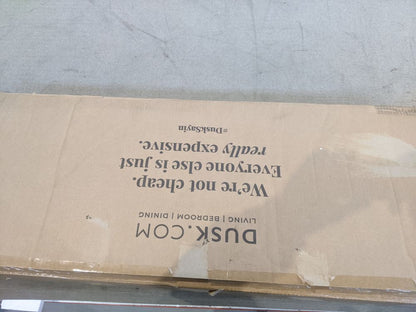 DUSK.COM
LIVING | BEDROOM | DINING
We're not cheap.
Everyone else is just
really expensive.
#DuskSayin